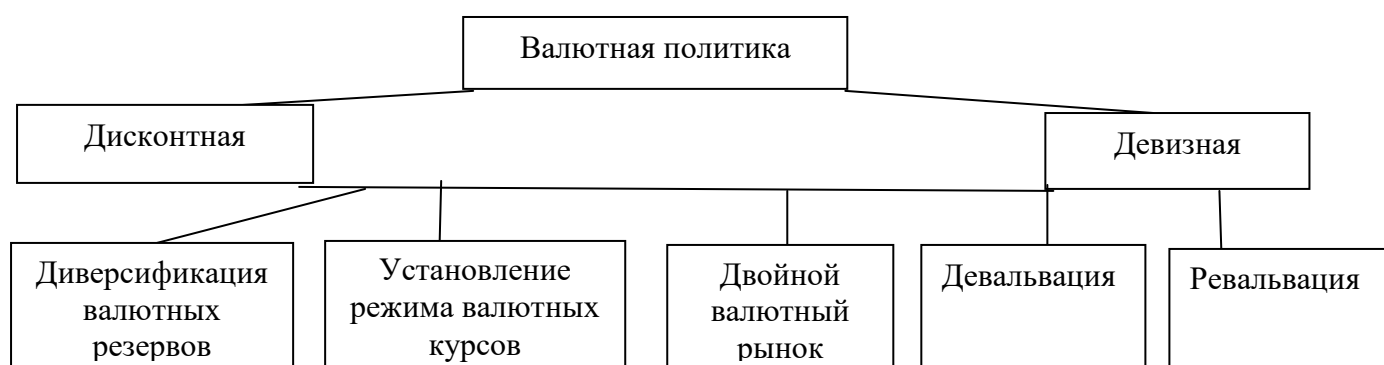 Валютная политика
Дисконтная
Девизная
Диверсификация
валютных
резервов
Установление
режима валютных
курсов
Двойной
валютный
рынок
Девальвация
Ревальвация